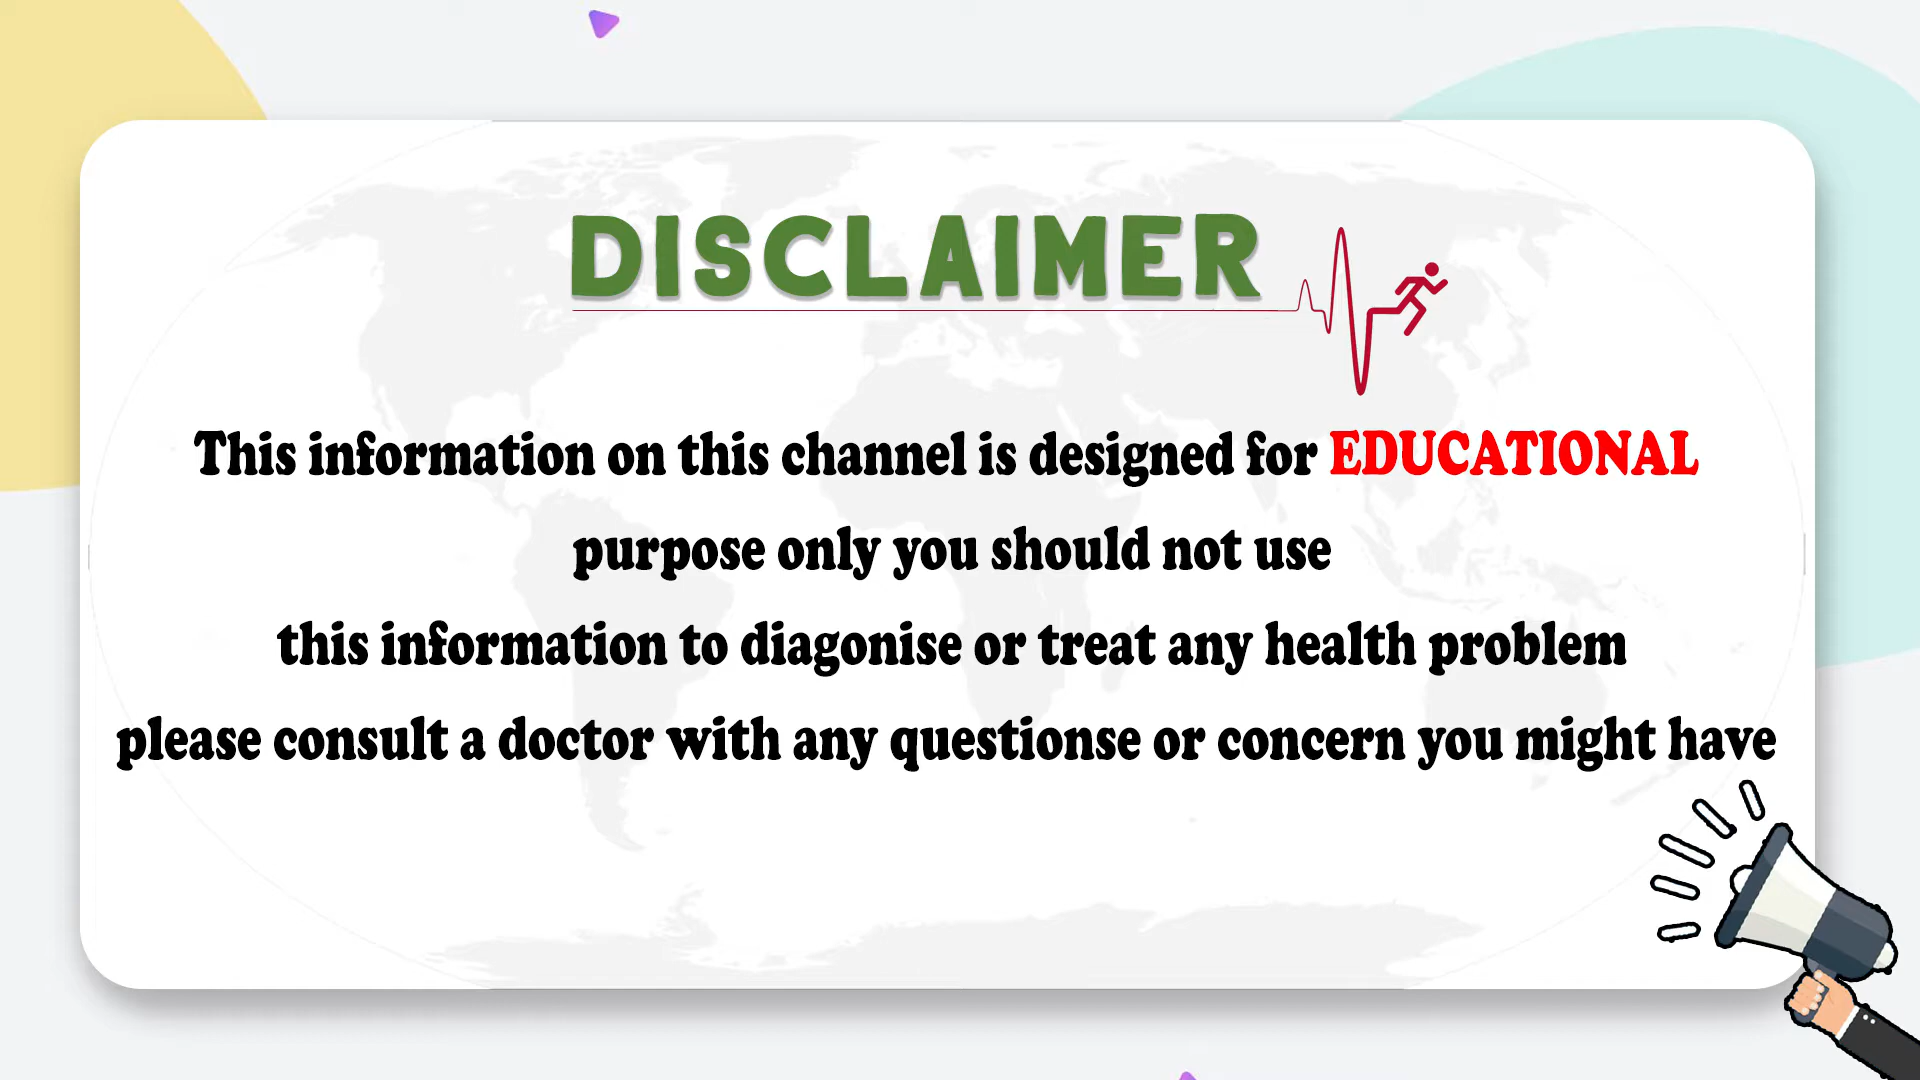 DISCLAIMER
This information on this channel is designed for EDUCATIONAL
purpose only you should not use
this information to diagonise or treat any health problem
please consult a doctor with any questionse or concern you might have